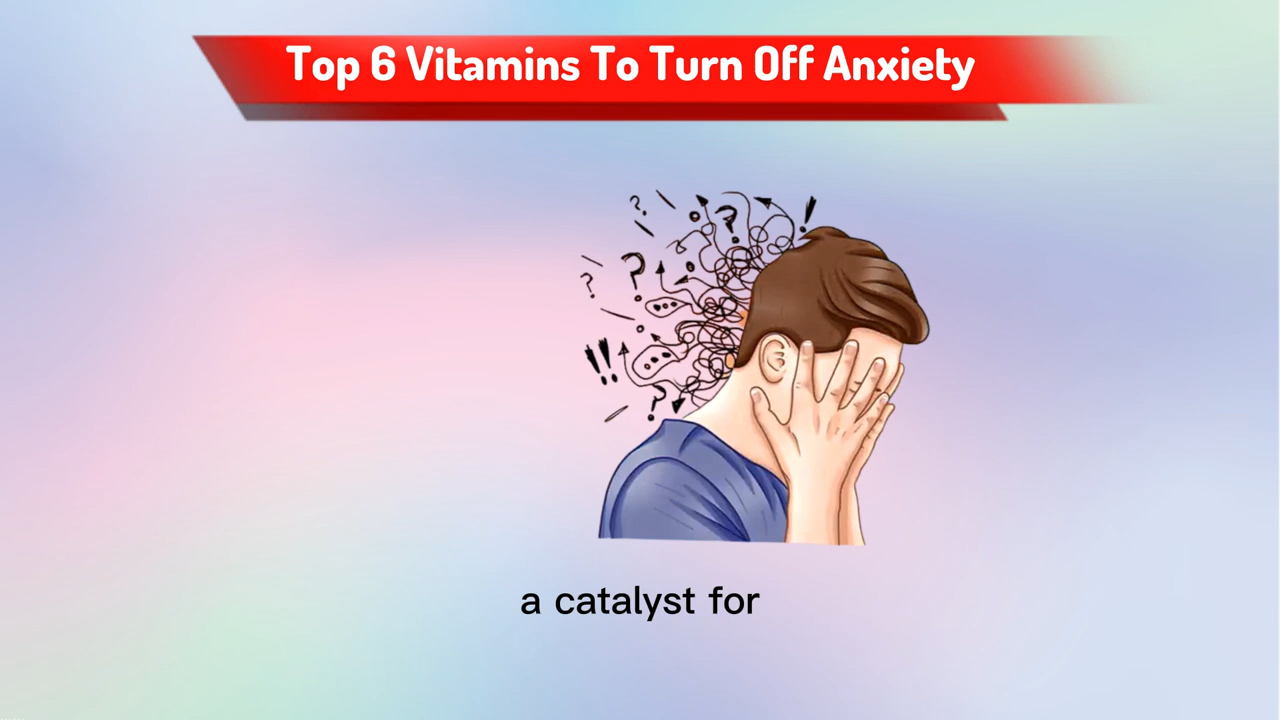 Top 6 Vitamins To Turn Off Anxiety
? ? ! ? ? !! ?
a catalyst for